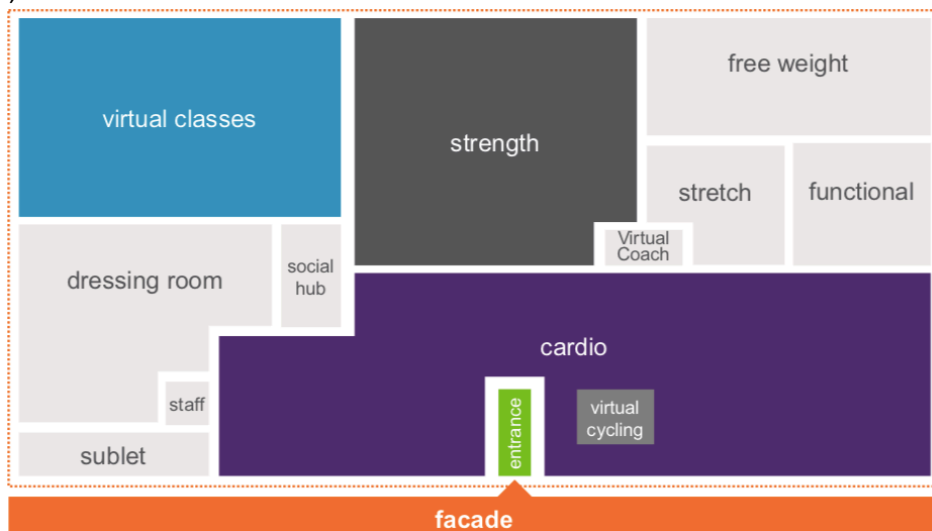 free weight
virtual classes
strength
stretch
functional
Virtual
Coach
dressing room
social
hub
cardio
staff
entrance
virtual
cycling
sublet
facade